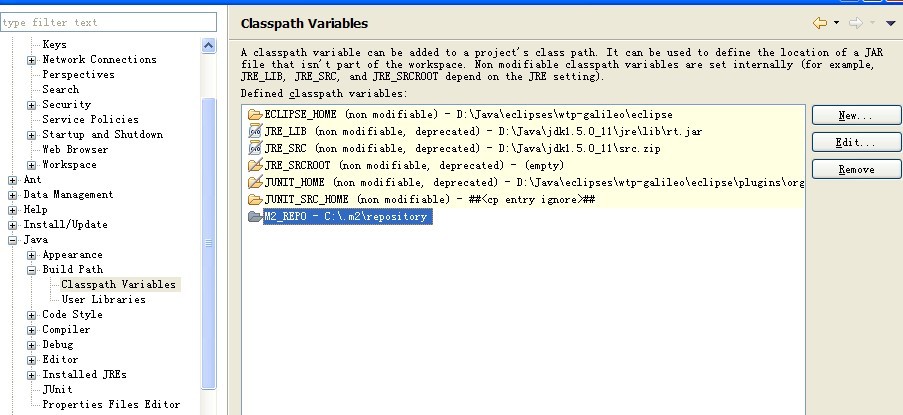 type filter text
Keys
Network Connections
Perspectives
Search
Security
Service Policies
Startup and Shutdown
Web Browser
Workspace
Ant
Data Management
Help
Install/Update
Java
Appearance
Build Path
Classpath Variables
User Libraries
Code Style
Compiler
Debug
Editor
Installed JREs
JUnit
Properties Files Editor
Classpath Variables
A classpath variable can be added to a project's class path. It can be used to define the location of a JAR
file that isn't part of the workspace. Non modifiable classpath variables are set internally (for example,
JRE_LIB, JRE_SRC, and JRE_SRCROOT depend on the JRE setting).
Defined classpath variables:
ECLIPSE_HOME (non modifiable) - D:\Java\eclipses\wtp-galileo\eclipse
JRE_LIB (non modifiable, deprecated) - D:\Java\jdk1.5.0_11\jre\lib\rt.jar
JRE_SRC (non modifiable, deprecated) - D:\Java\jdk1.5.0_11\src.zip
JRE_SRCROOT (non modifiable, deprecated) - (empty)
JUNIT_HOME (non modifiable, deprecated) - D:\Java\eclipses\wtp-galileo\eclipse\plugins\org
JUNIT_SRC_HOME (non modifiable) - ##<cp entry ignore>##
M2_REPO - C:\.m2\repository
New...
Edit...
Remove